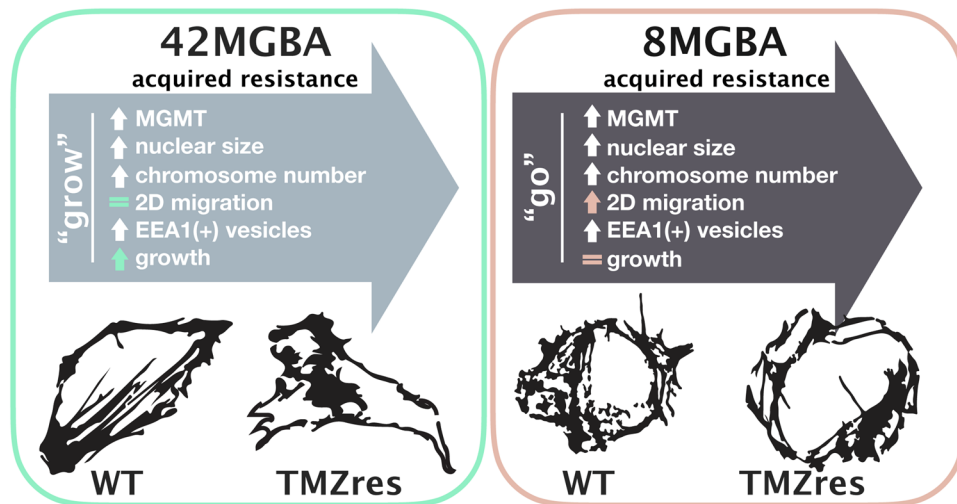 42MGBA
acquired resistance
"grow"
MGMT
nuclear size
chromosome number
2D migration
EEA1(+) vesicles
growth
WT
TMZres
8MGBA
acquired resistance
"go"
MGMT
nuclear size
chromosome number
2D migration
EEA1(+) vesicles
growth
WT
TMZres